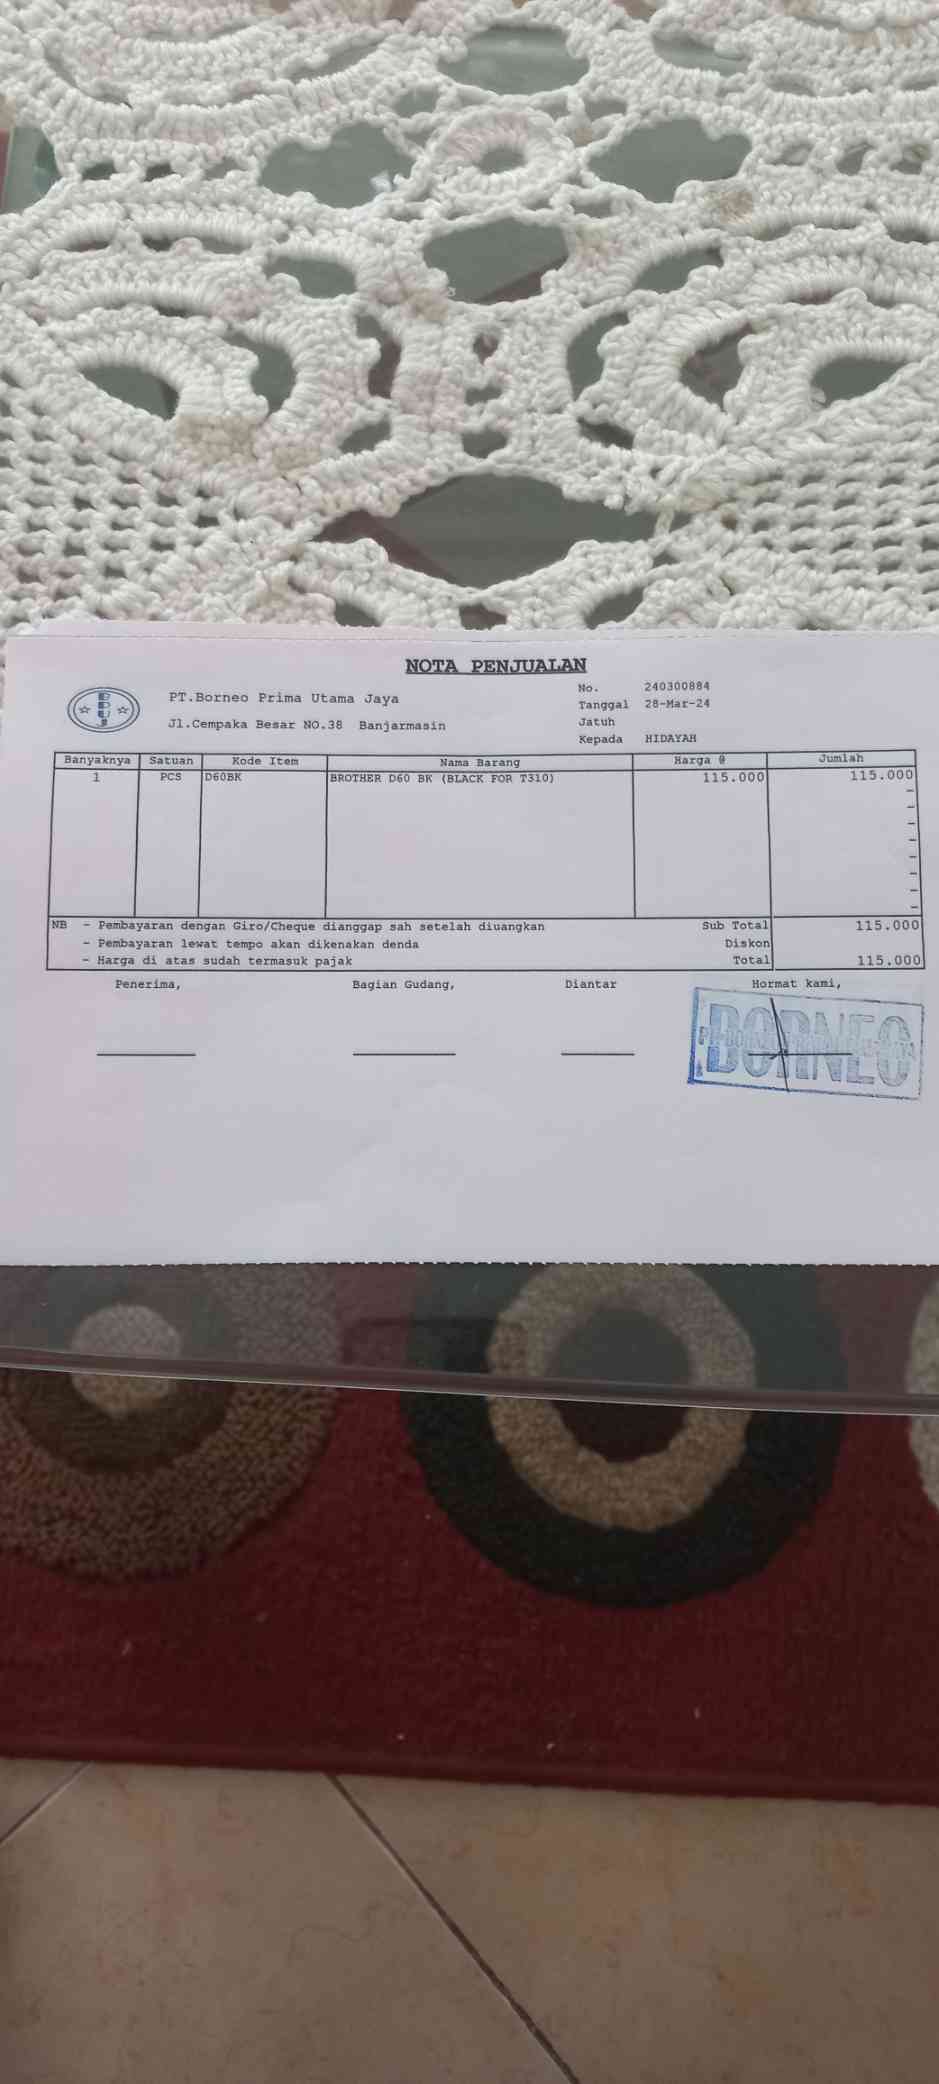 NOTA PENJUALAN
BPUJ
PT.Borneo Prima Utama Jaya
Jl.Cempaka Besar NO.38 Banjarmasin
No. 240300884
Tanggal 28-Mar-24
Jatuh
Kepada HIDAYAH
Banyaknya Satuan Kode Item Nama Barang Harga @ Jumlah
1 PCS D60BK BROTHER D60 BK (BLACK FOR T310) 115.000 115.000
-
-
-
-
-
-
-
-
NB - Pembayaran dengan Giro/Cheque dianggap sah setelah diuangkan Sub Total 115.000
- Pembayaran lewat tempo akan dikenakan denda Diskon
- Harga di atas sudah termasuk pajak Total 115.000
Penerima, Bagian Gudang, Diantar Hormat kami,
BORNEO